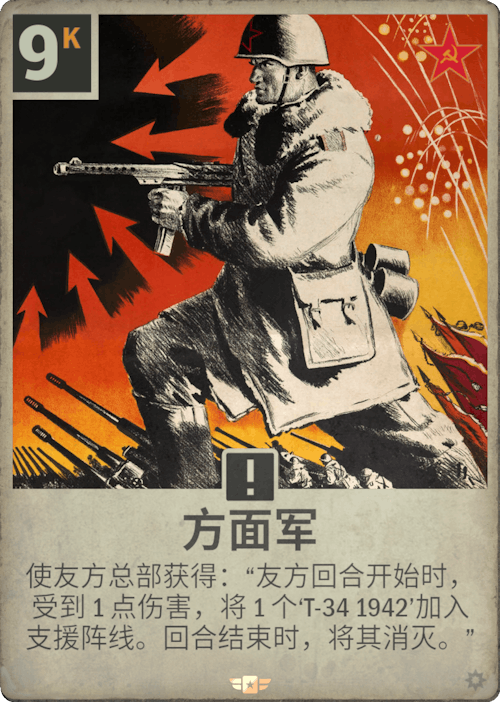 9K
!
方面军
使友方总部获得：“友方回合开始时，
受到 1 点伤害，将 1 个‘T-34 1942’加入
支援阵线。回合结束时，将其消灭。”